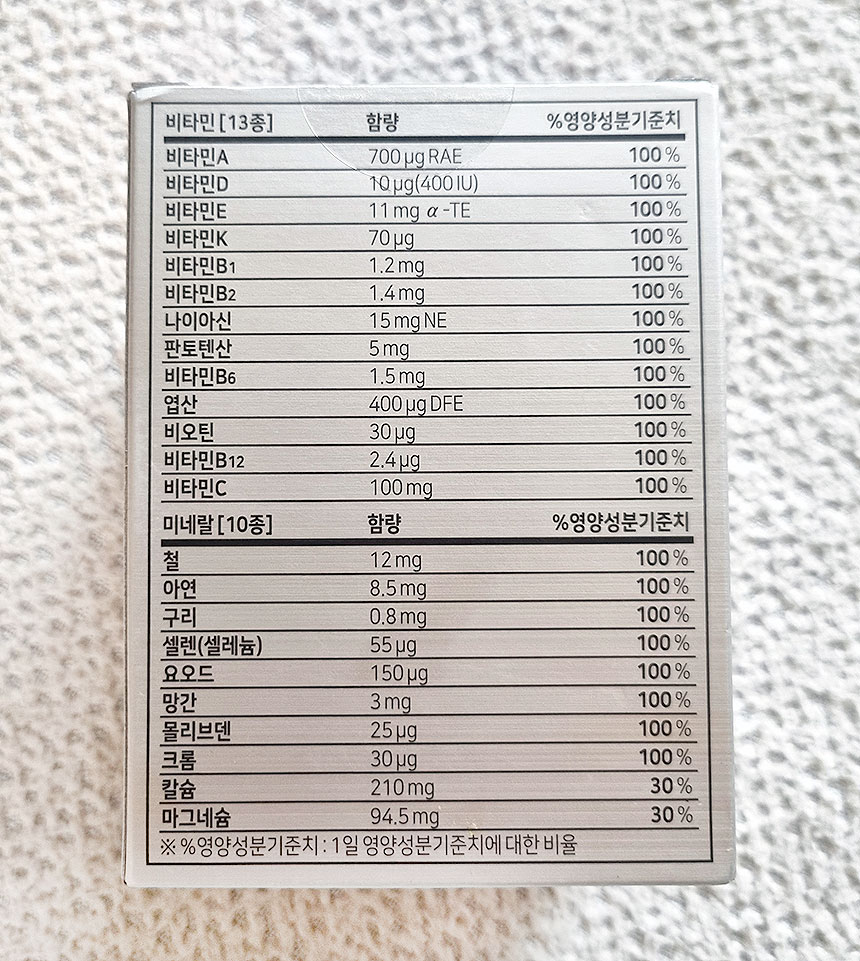 비타민[13종] 함량 %영양성분기준치
비타민A 700µg RAE 100%
비타민D 10µg(400 IU) 100%
비타민E 11mg α-TE 100%
비타민K 70µg 100%
비타민B1 1.2mg 100%
비타민B2 1.4mg 100%
나이아신 15mg NE 100%
판토텐산 5mg 100%
비타민B6 1.5mg 100%
엽산 400µg DFE 100%
비오틴 30µg 100%
비타민B12 2.4µg 100%
비타민C 100mg 100%
미네랄[10종] 함량 %영양성분기준치
철 12mg 100%
아연 8.5mg 100%
구리 0.8mg 100%
셀렌(셀레늄) 55µg 100%
요오드 150µg 100%
망간 3mg 100%
몰리브덴 25µg 100%
크롬 30µg 100%
칼슘 210mg 30%
마그네슘 94.5mg 30%
※ %영양성분기준치 : 1일 영양성분기준치에 대한 비율